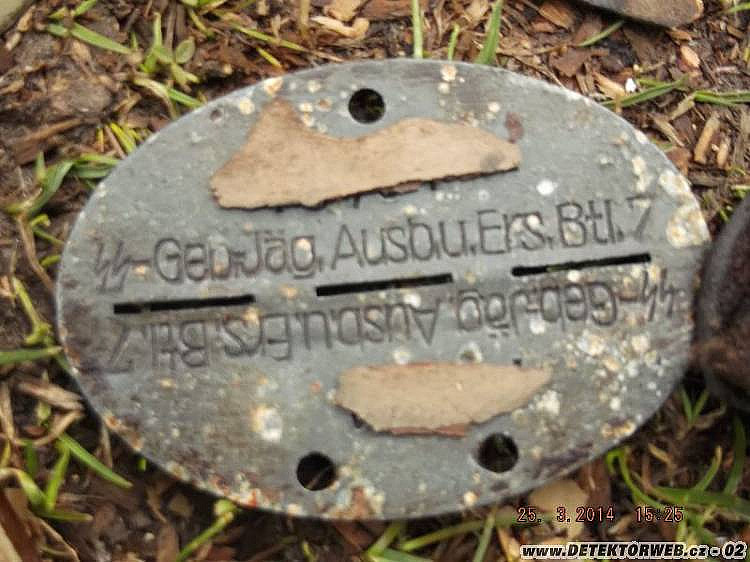 ᛋᛋ-Geb.Jäg.Ausb.u.Ers.Btl.7
ᛋᛋ-Geb.Jäg.Ausb.u.Ers.Btl.7
25. 3.2014 15:25
www.DETEKTORWEB.cz - 02